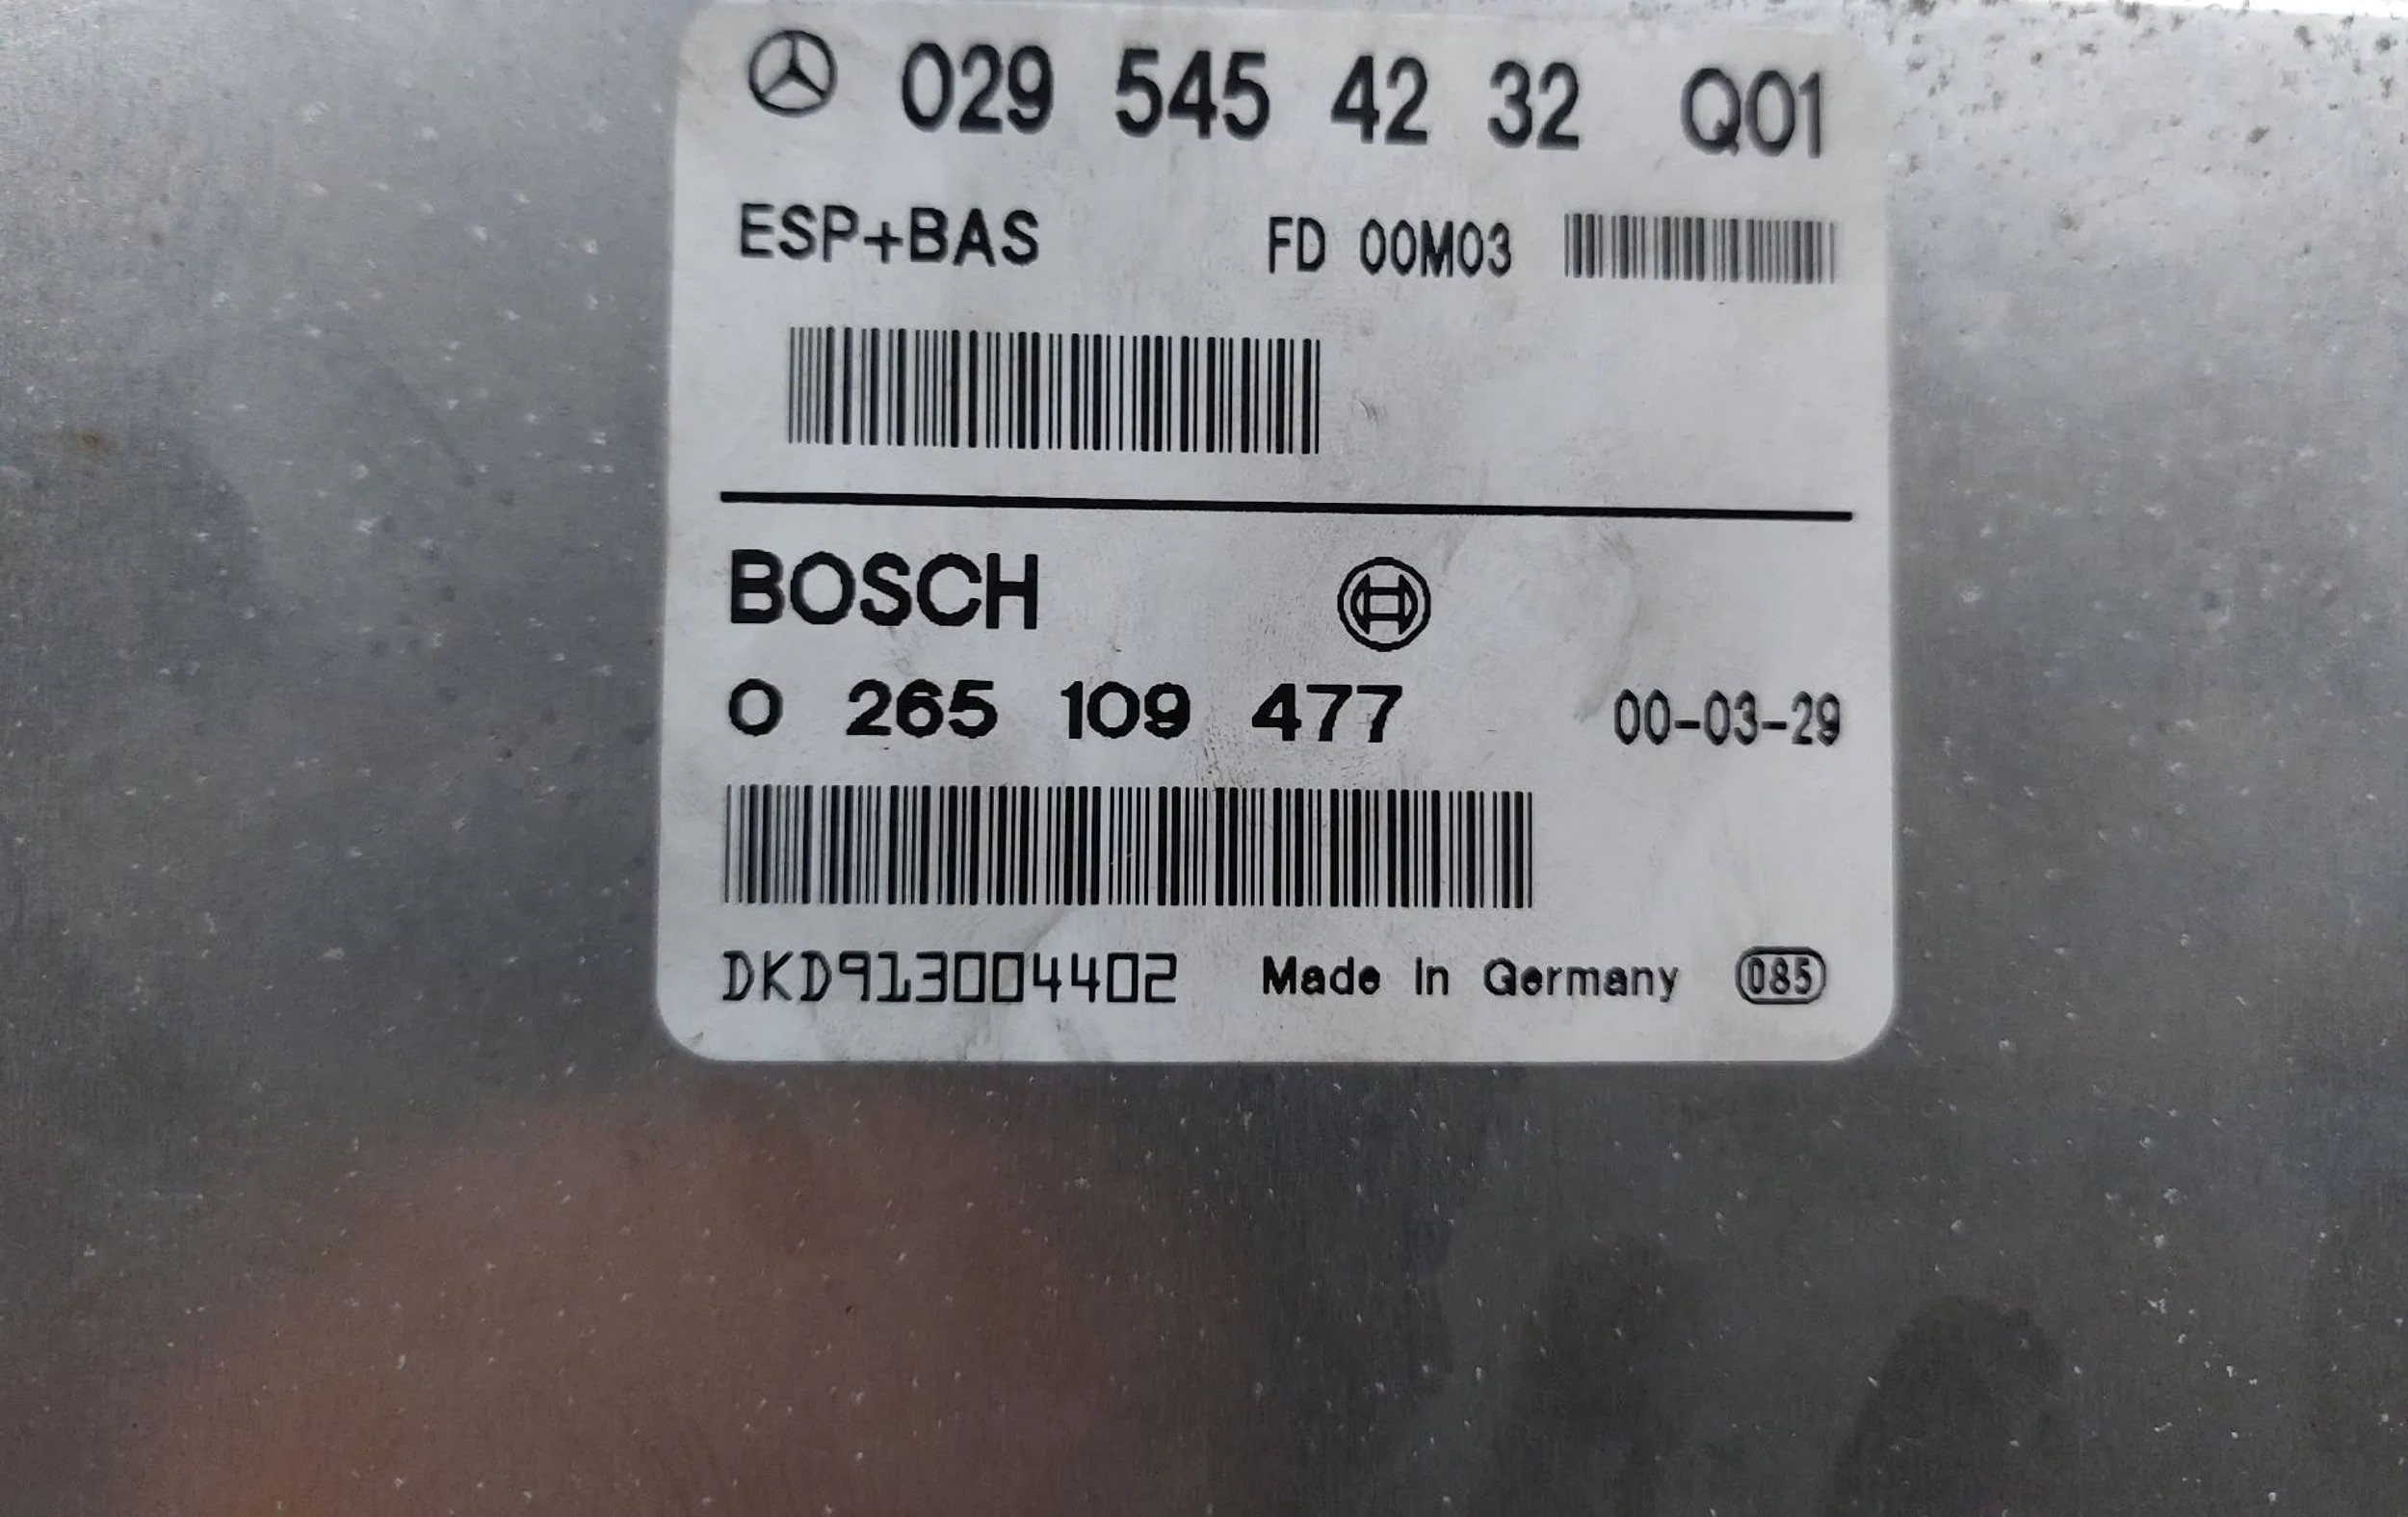 029 545 42 32 Q01
ESP+BAS FD 00M03
BOSCH
0 265 109 477 00-03-29
DKD913004402 Made In Germany 085